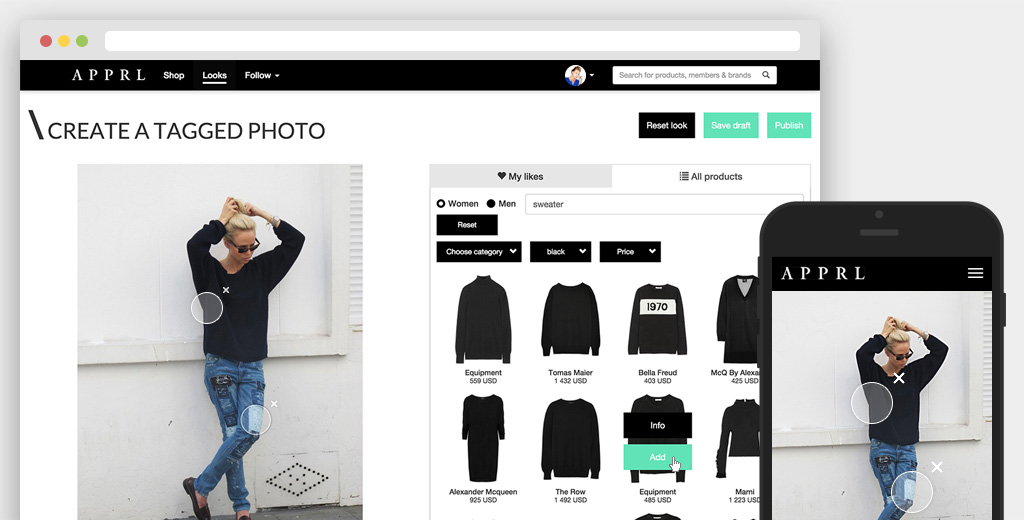 APPRL Shop Looks Follow Search for products, members & brands
\CREATE A TAGGED PHOTO
Reset look Save draft Publish
My likes All products
Women Men sweater
Reset
Choose category black Price
1970
Equipment Tomas Maier Bella Freud McQ By
559 USD 1 432 USD 403 USD 425 USD
Info
Add
Alexander Mcqueen The Row Equipment Marni
925 USD 1 492 USD 485 USD 1 223
APPRL